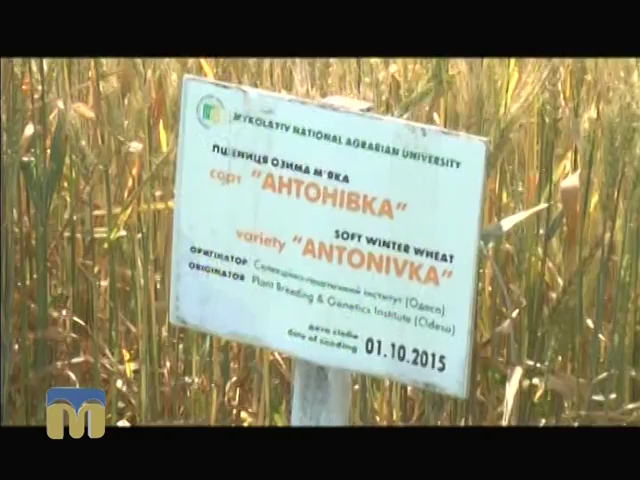 MYKOLAYIV NATIONAL AGRARIAN UNIVERSITY
ПШЕНИЦЯ ОЗИМА М'ЯКА
сорт "АНТОНІВКА"
SOFT WINTER WHEAT
variety "ANTONIVKA"
ОРИГІНАТОР Селекційно-генетичний інститут (Одеса)
ORIGINATOR Plant Breeding & Genetics Institute (Odesa)
дата сівби
date of seeding 01.10.2015